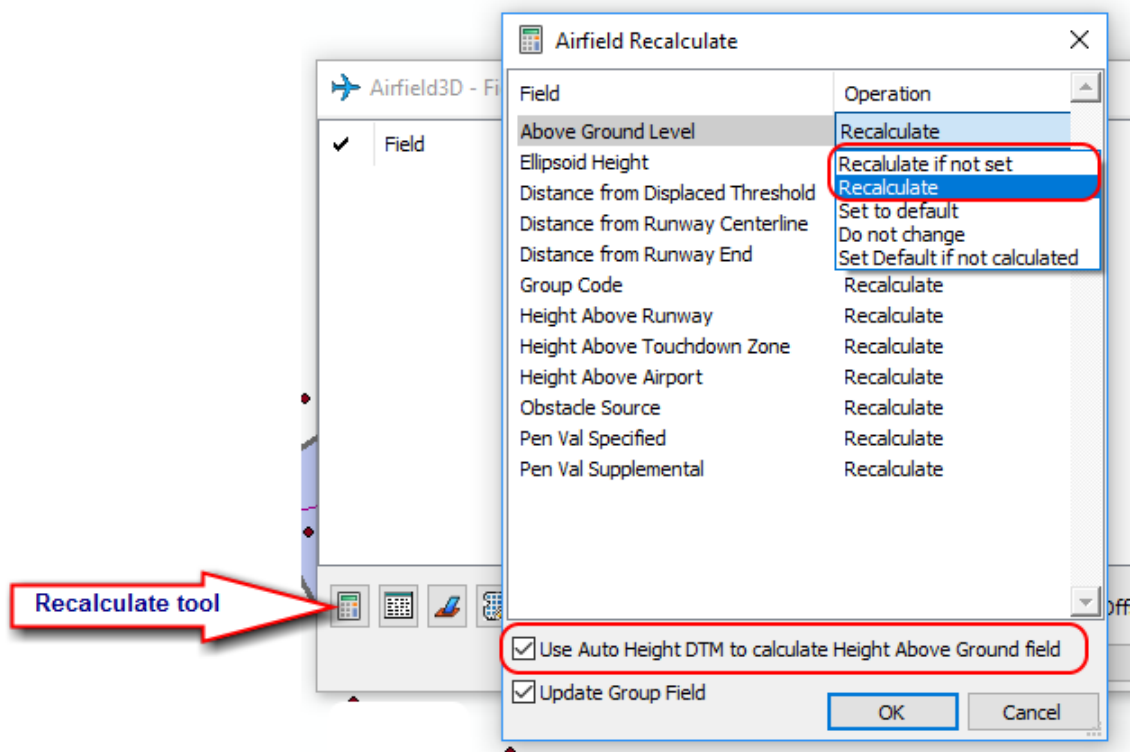 Airfield Recalculate
Airfield3D - Fi
Field
Field Operation
Above Ground Level Recalculate
Ellipsoid Height
Distance from Displaced Threshold
Distance from Runway Centerline
Distance from Runway End
Recalulate if not set
Recalculate
Set to default
Do not change
Set Default if not calculated
Group Code Recalculate
Height Above Runway Recalculate
Height Above Touchdown Zone Recalculate
Height Above Airport Recalculate
Obstacle Source Recalculate
Pen Val Specified Recalculate
Pen Val Supplemental Recalculate
Recalculate tool
Off
Use Auto Height DTM to calculate Height Above Ground field
Update Group Field
OK Cancel